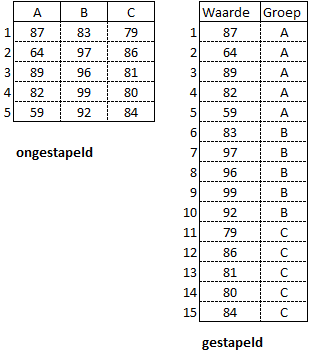 A B C
1 87 83 79
2 64 97 86
3 89 96 81
4 82 99 80
5 59 92 84
ongestapeld
Waarde Groep
1 87 A
2 64 A
3 89 A
4 82 A
5 59 A
6 83 B
7 97 B
8 96 B
9 99 B
10 92 B
11 79 C
12 86 C
13 81 C
14 80 C
15 84 C
gestapeld